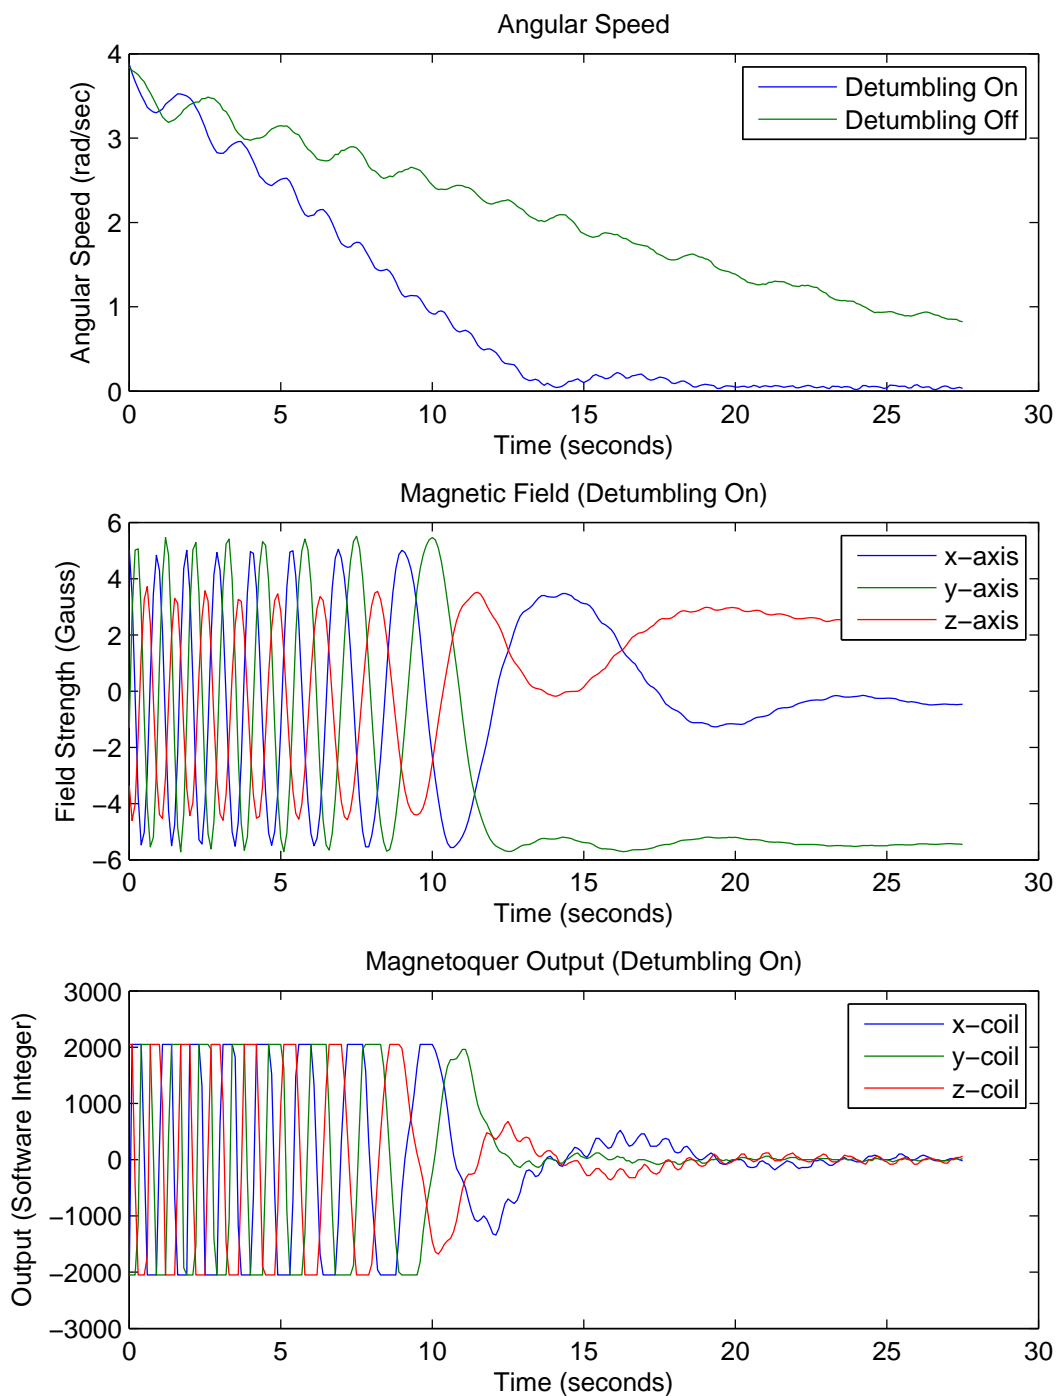 Angular Speed
Angular Speed (rad/sec)
4
3
2
1
0
Detumbling On
Detumbling Off
0 5 10 15 20 25 30
Time (seconds)
Magnetic Field (Detumbling On)
Field Strength (Gauss)
6
4
2
0
−2
−4
−6
x−axis
y−axis
z−axis
0 5 10 15 20 25 30
Time (seconds)
Magnetoquer Output (Detumbling On)
Output (Software Integer)
3000
2000
1000
0
−1000
−2000
−3000
x−coil
y−coil
z−coil
0 5 10 15 20 25 30
Time (seconds)